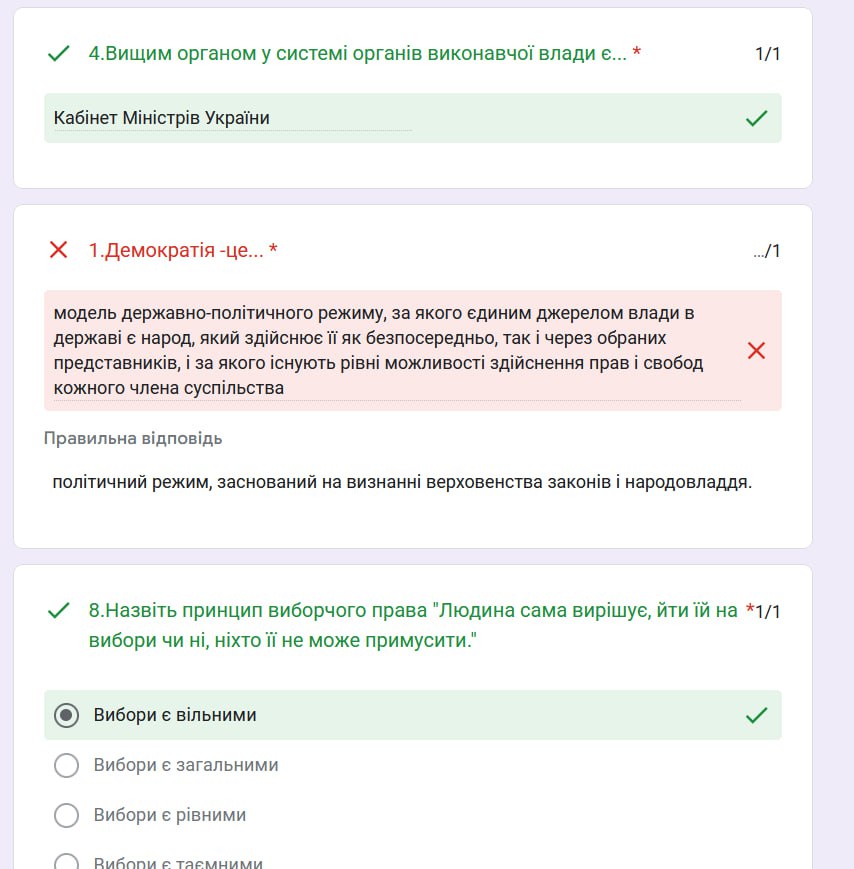 4.Вищим органом у системі органів виконавчої влади є... * 1/1
Кабінет Міністрів України
1.Демократія -це... * .../1
модель державно-політичного режиму, за якого єдиним джерелом влади в
державі є народ, який здійснює її як безпосередньо, так і через обраних
представників, і за якого існують рівні можливості здійснення прав і свобод
кожного члена суспільства
Правильна відповідь
політичний режим, заснований на визнанні верховенства законів і народовладдя.
8.Назвіть принцип виборчого права "Людина сама вирішує, йти їй на *1/1
вибори чи ні, ніхто її не може примусити."
Вибори є вільними
Вибори є загальними
Вибори є рівними
Вибори є таємними